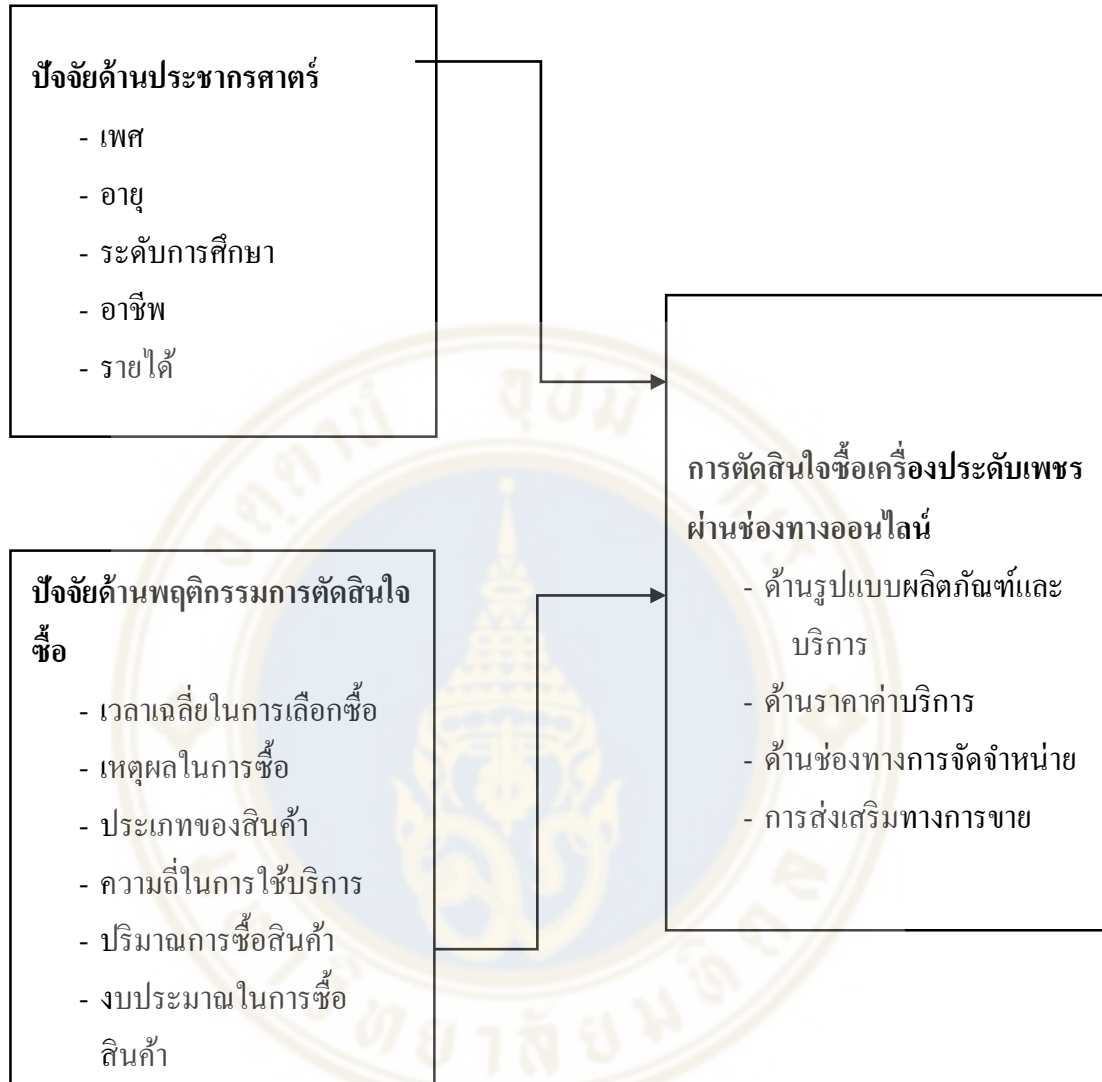 ปัจจัยด้านประชากรศาตร์
- เพศ
- อายุ
- ระดับการศึกษา
- อาชีพ
- รายได้
ปัจจัยด้านพฤติกรรมการตัดสินใจ
ซื้อ
- เวลาเฉลี่ยในการเลือกซื้อ
- เหตุผลในการซื้อ
- ประเภทของสินค้า
- ความถี่ในการใช้บริการ
- ปริมาณการซื้อสินค้า
- งบประมาณในการซื้อ
สินค้า
การตัดสินใจซื้อเครื่องประดับเพชร
ผ่านช่องทางออนไลน์
- ด้านรูปแบบผลิตภัณฑ์และ
บริการ
- ด้านราคาค่าบริการ
- ด้านช่องทางการจัดจำหน่าย
- การส่งเสริมทางการขาย